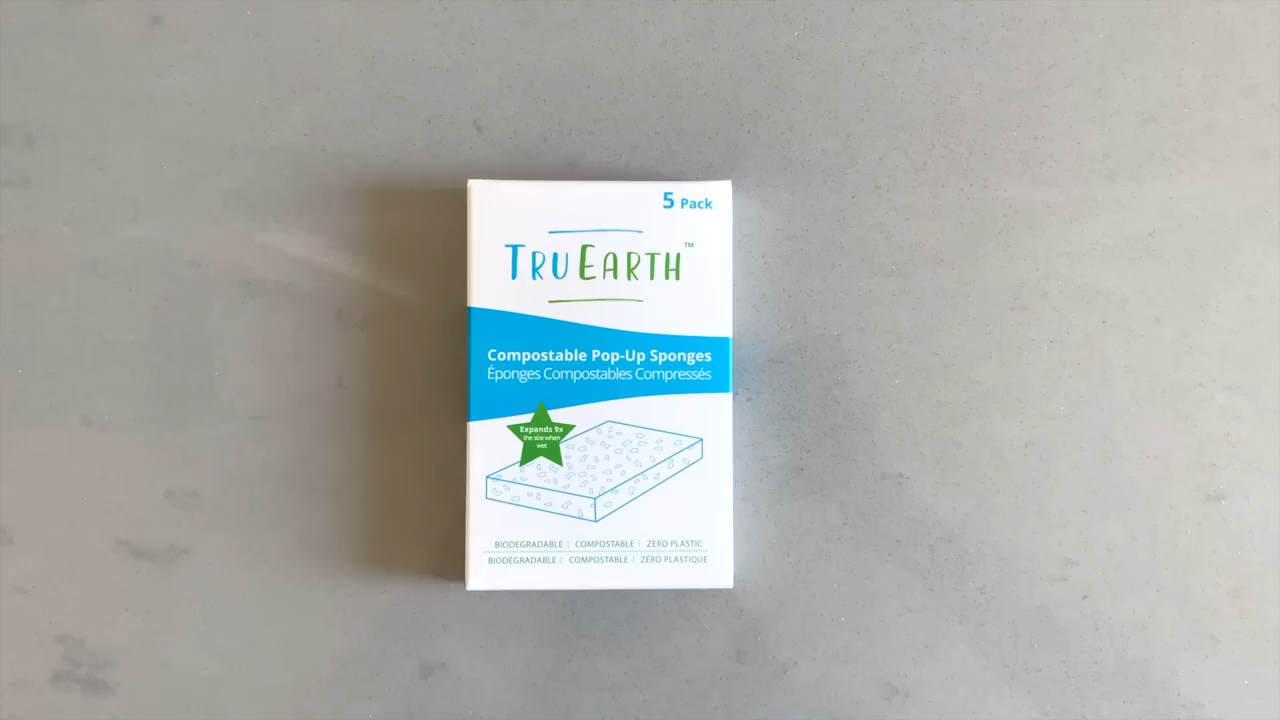 5 Pack
TRUEARTH™
Compostable Pop-Up Sponges
Éponges Compostables Compressés
Expands 9x
the size when
wet
BIODEGRADABLE ⁝ COMPOSTABLE ⁝ ZERO PLASTIC
BIODÉGRADABLE ⁝ COMPOSTABLE ⁝ ZÉRO PLASTIQUE